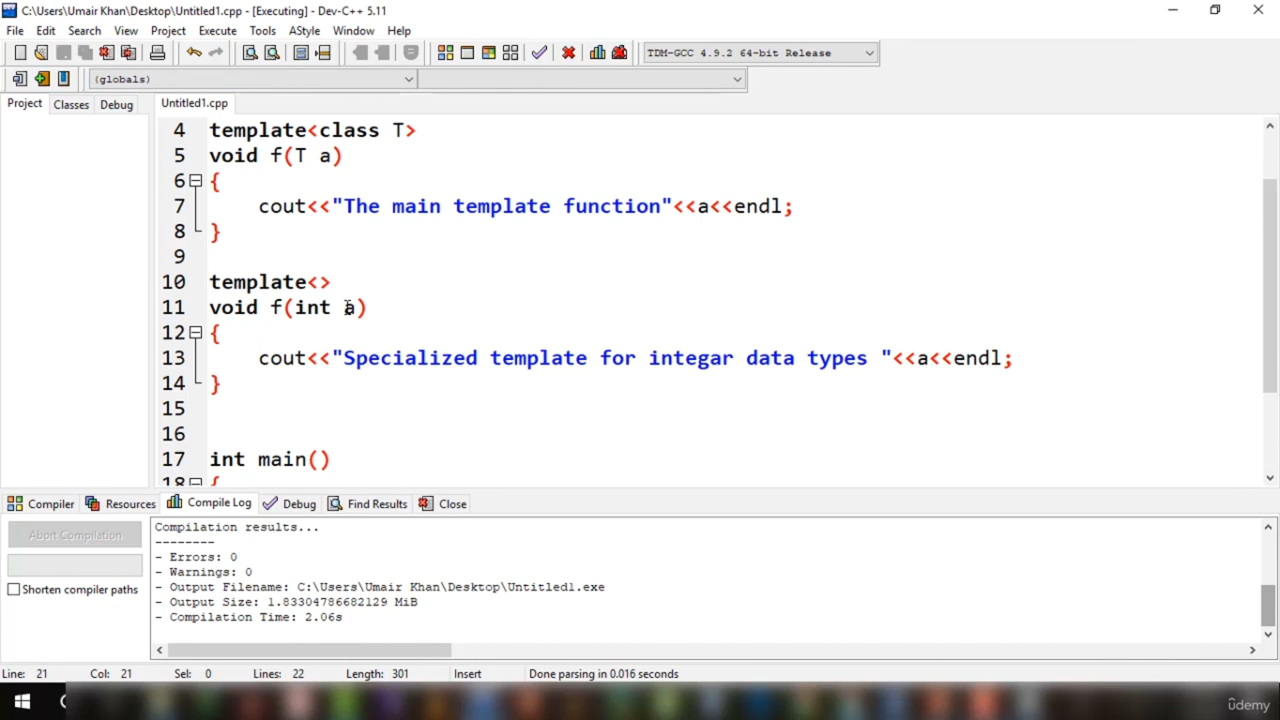 C:\Users\Umair Khan\Desktop\Untitled1.cpp - [Executing] - Dev-C++ 5.11
File Edit Search View Project Execute Tools AStyle Window Help
TDM-GCC 4.9.2 64-bit Release
(globals)
Project Classes Debug Untitled1.cpp
4 template<class T>
5 void f(T a)
6 {
7 cout<<"The main template function"<<a<<endl;
8 }
9
10 template<>
11 void f(int a)
12 {
13 cout<<"Specialized template for integar data types "<<a<<endl;
14 }
15
16
17 int main()
18 {
Compiler Resources Compile Log Debug Find Results Close
Abort Compilation
Shorten compiler paths
Compilation results...
--------
- Errors: 0
- Warnings: 0
- Output Filename: C:\Users\Umair Khan\Desktop\Untitled1.exe
- Output Size: 1.83304786682129 MiB
- Compilation Time: 2.06s
Line: 21 Col: 21 Sel: 0 Lines: 22 Length: 301 Insert Done parsing in 0.016 seconds
ûdemy